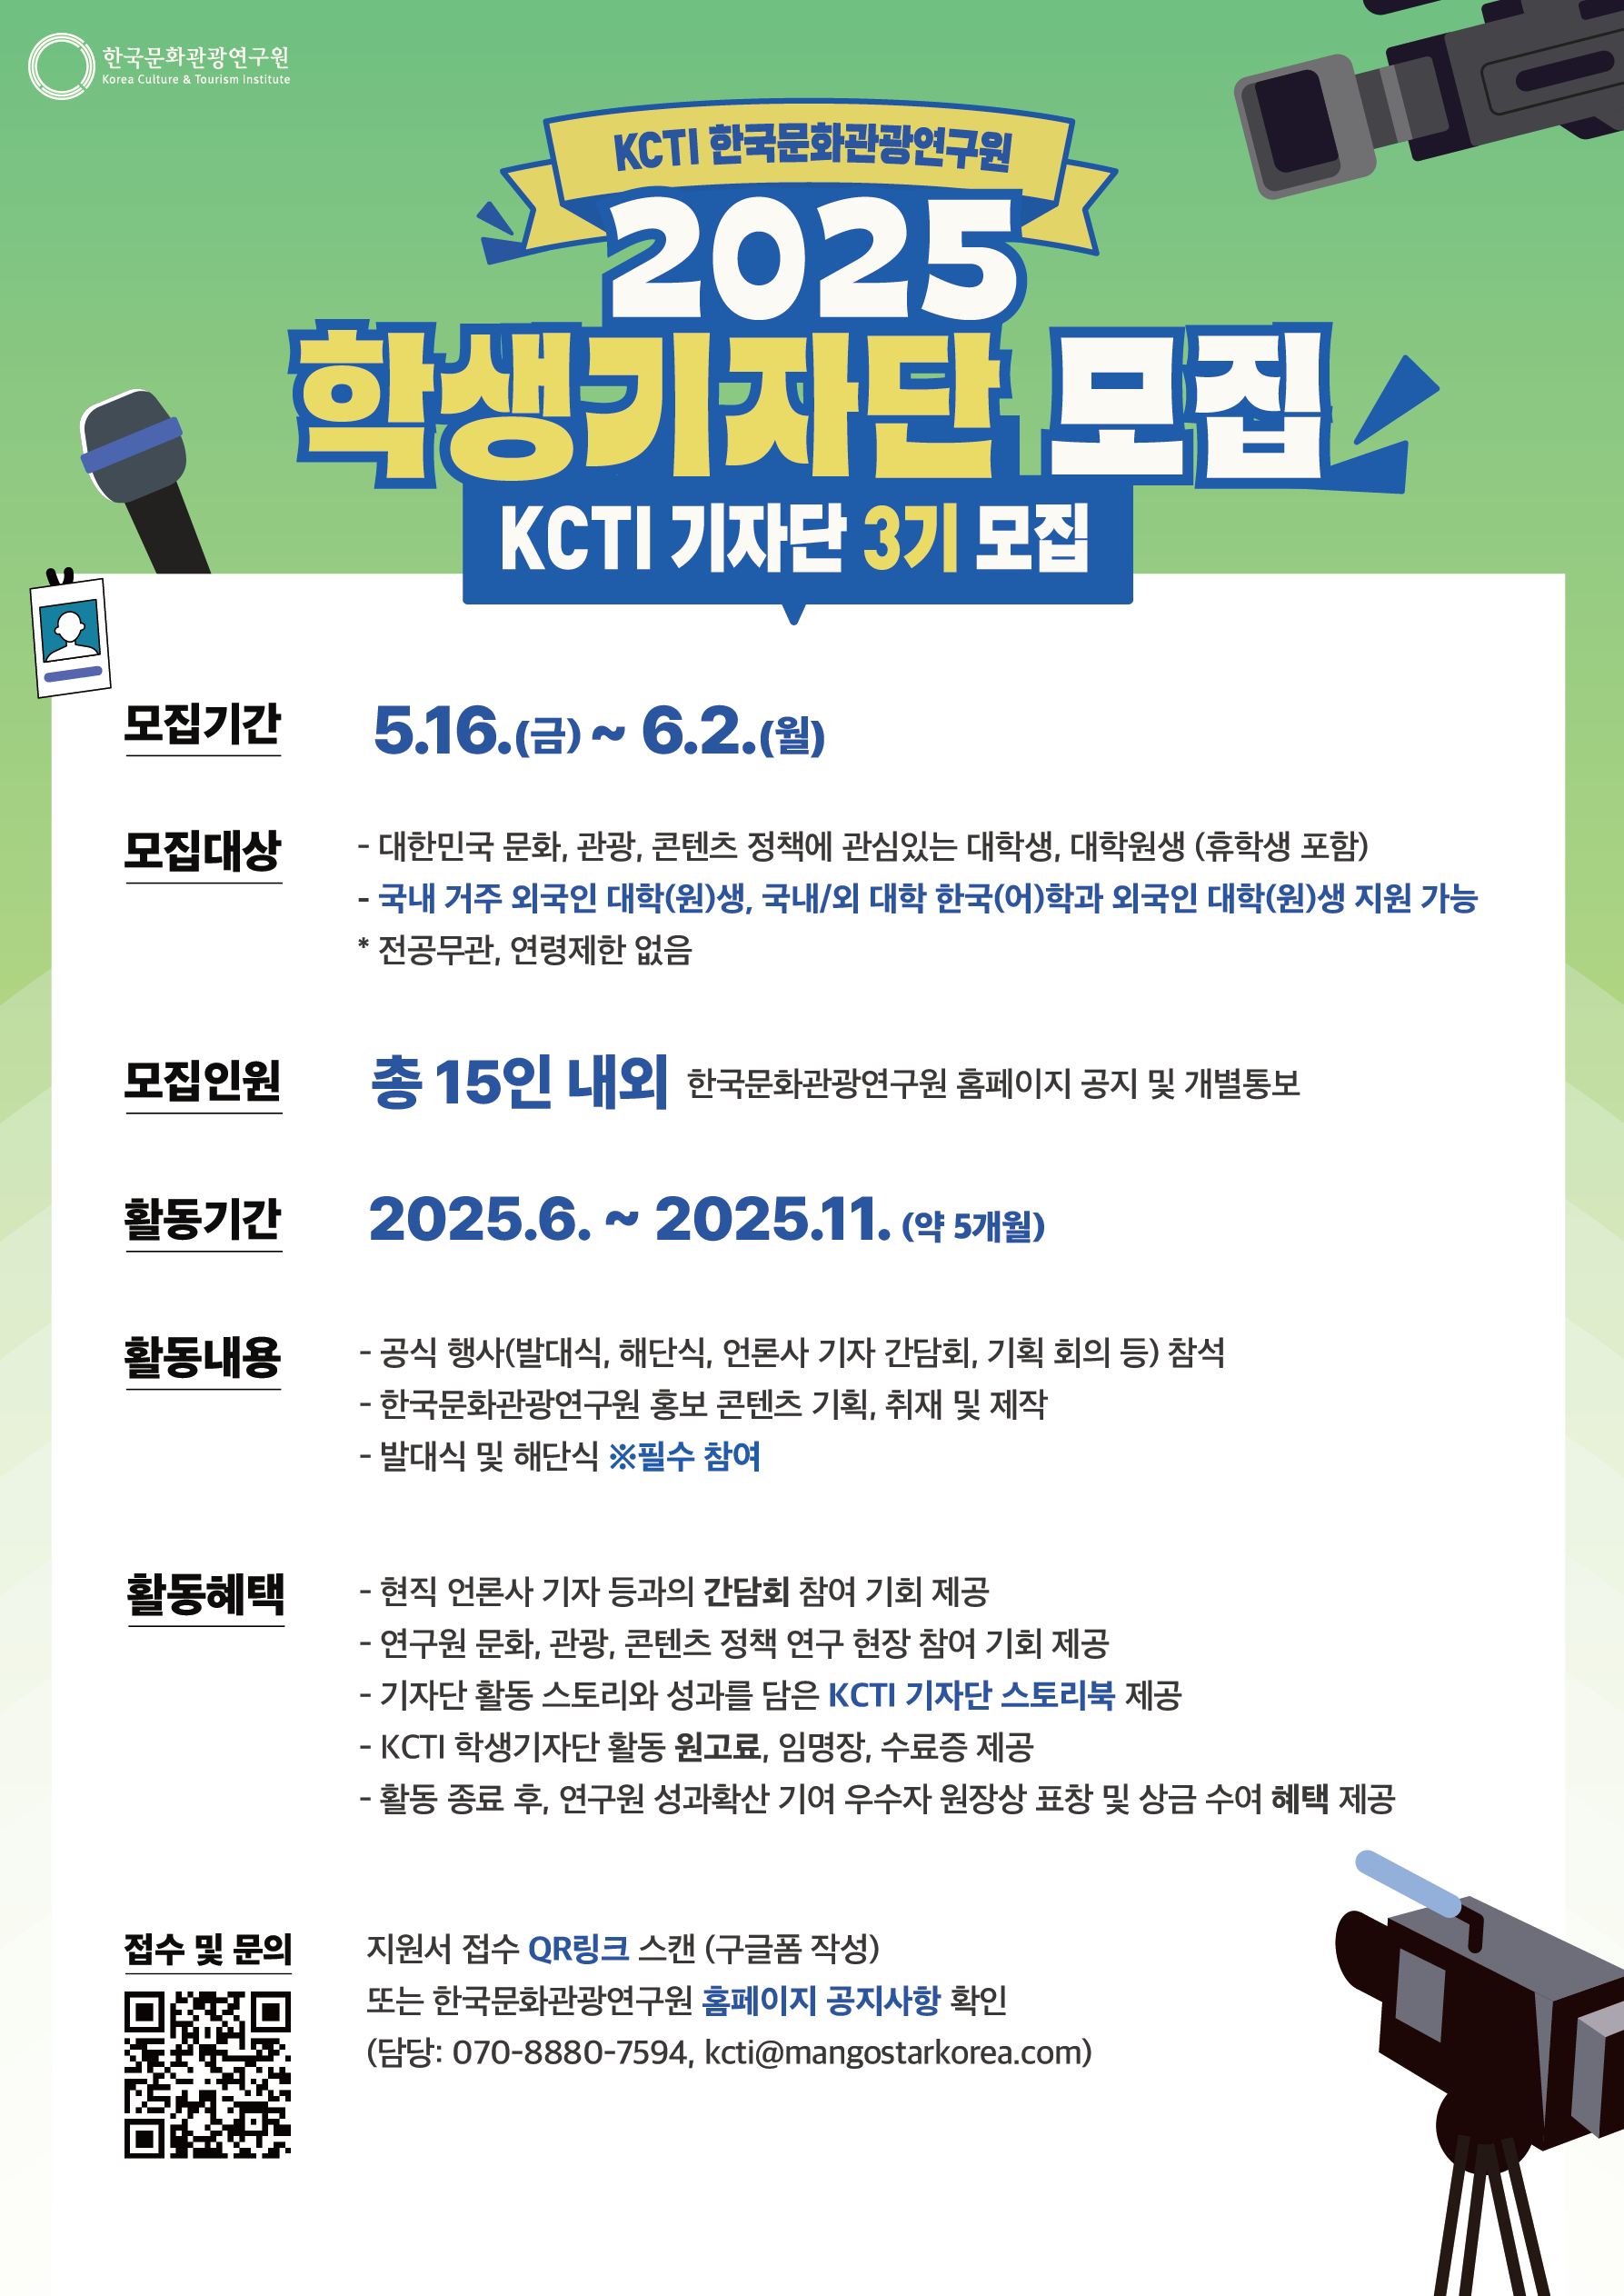 한국문화관광연구원
Korea Culture & Tourism Institute
KCTI 한국문화관광연구원
2025
학생기자단 모집
KCTI 기자단 3기 모집
모집기간
5.16.(금) ~ 6.2.(월)
모집대상
- 대한민국 문화, 관광, 콘텐츠 정책에 관심있는 대학생, 대학원생 (휴학생 포함)
- 국내 거주 외국인 대학(원)생, 국내/외 대학 한국(어)학과 외국인 대학(원)생 지원 가능
* 전공무관, 연령제한 없음
모집인원
총 15인 내외 한국문화관광연구원 홈페이지 공지 및 개별통보
활동기간
2025.6. ~ 2025.11. (약 5개월)
활동내용
- 공식 행사(발대식, 해단식, 언론사 기자 간담회, 기획 회의 등) 참석
- 한국문화관광연구원 홍보 콘텐츠 기획, 취재 및 제작
- 발대식 및 해단식 ※필수 참여
활동혜택
- 현직 언론사 기자 등과의 간담회 참여 기회 제공
- 연구원 문화, 관광, 콘텐츠 정책 연구 현장 참여 기회 제공
- 기자단 활동 스토리와 성과를 담은 KCTI 기자단 스토리북 제공
- KCTI 학생기자단 활동 원고료, 임명장, 수료증 제공
- 활동 종료 후, 연구원 성과확산 기여 우수자 원장상 표창 및 상금 수여 혜택 제공
접수 및 문의
지원서 접수 QR링크 스캔 (구글폼 작성)
또는 한국문화관광연구원 홈페이지 공지사항 확인
(담당: 070-8880-7594, kcti@mangostarkorea.com)